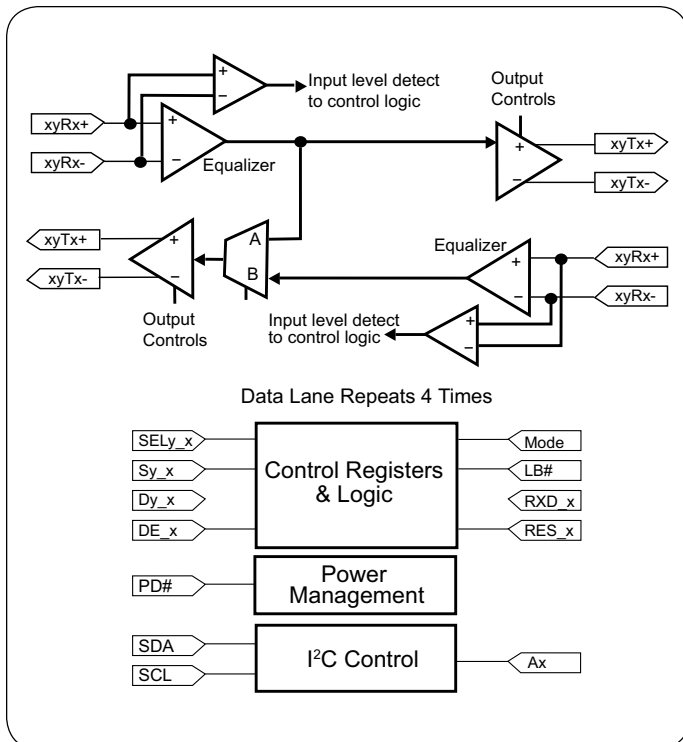 Input level detect
to control logic
Output
Controls
xyRx+
+
−
xyRx-
+
−
Equalizer
+
−
xyTx+
xyTx-
xyTx+
xyTx-
+
−
A
B
Equalizer
+
−
xyRx+
xyRx-
Output
Controls
Input level detect
to control logic
+
−
Data Lane Repeats 4 Times
SELy_x
Sy_x
Dy_x
DE_x
Control Registers
& Logic
Mode
LB#
RXD_x
RES_x
PD#
Power
Management
SDA
SCL
I²C Control
Ax